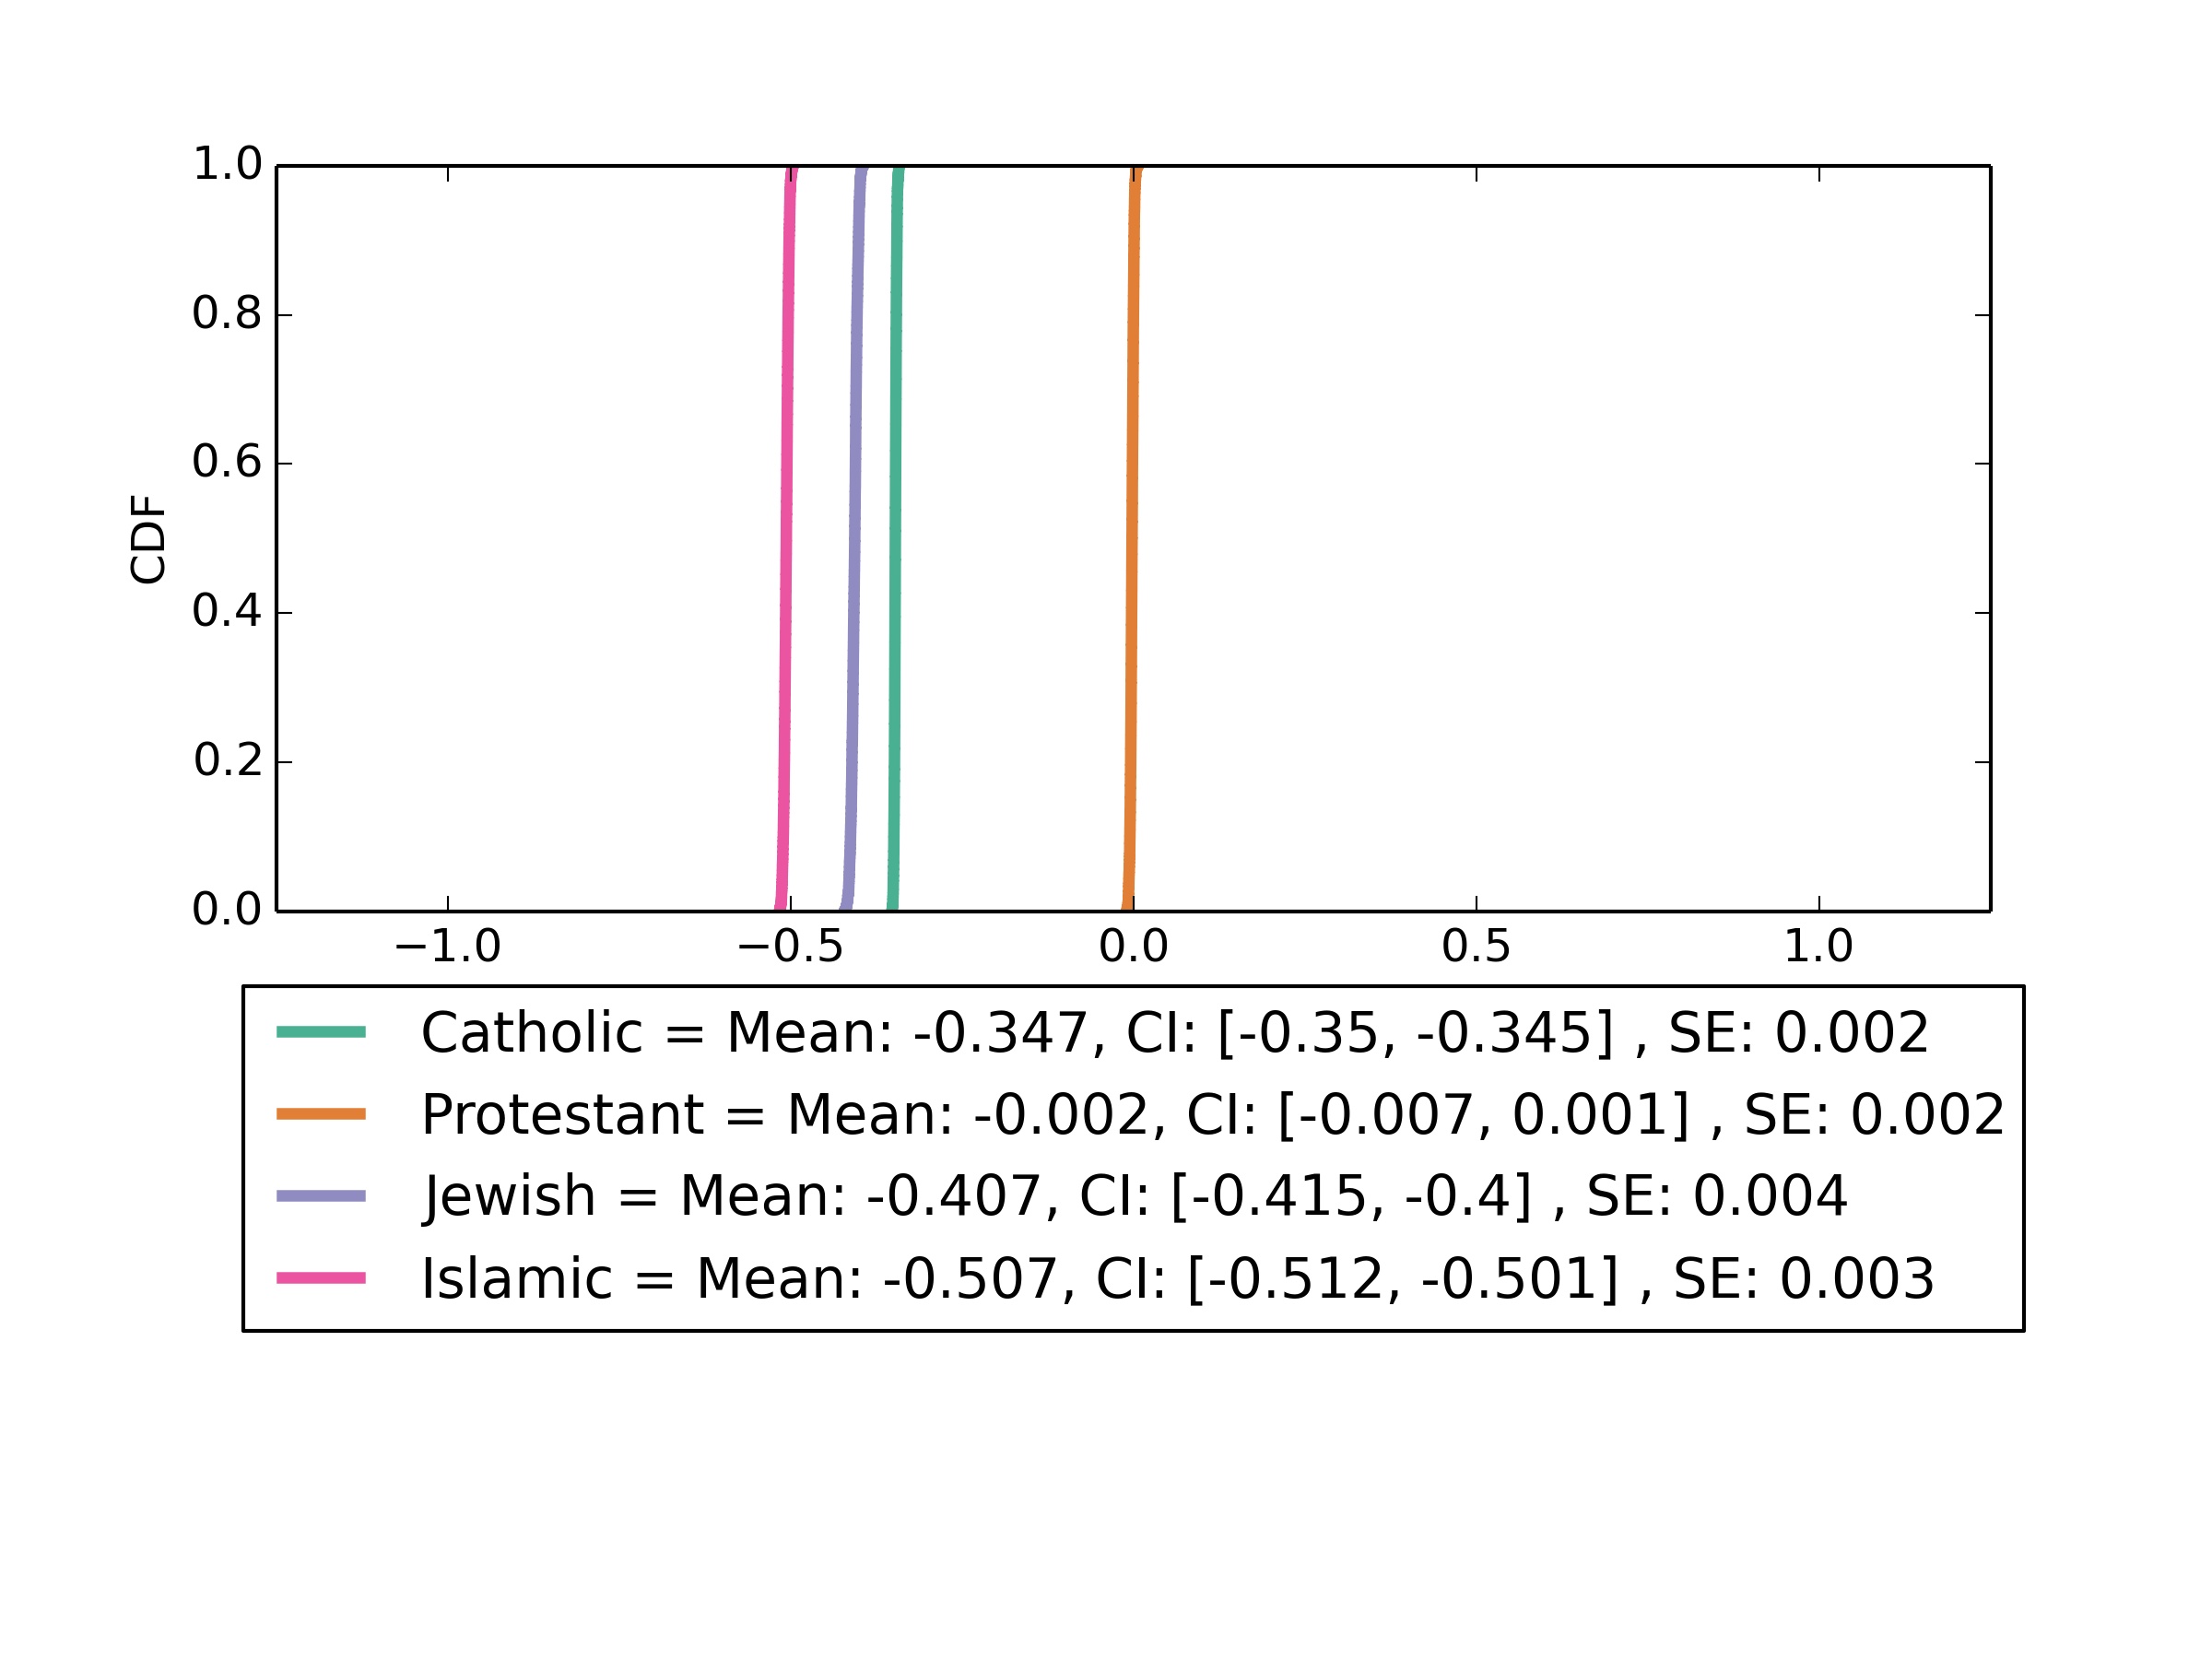 1.0
0.8
0.6
0.4
0.2
0.0
CDF
−1.0 −0.5 0.0 0.5 1.0
Catholic = Mean: -0.347, CI: [-0.35, -0.345] , SE: 0.002
Protestant = Mean: -0.002, CI: [-0.007, 0.001] , SE: 0.002
Jewish = Mean: -0.407, CI: [-0.415, -0.4] , SE: 0.004
Islamic = Mean: -0.507, CI: [-0.512, -0.501] , SE: 0.003